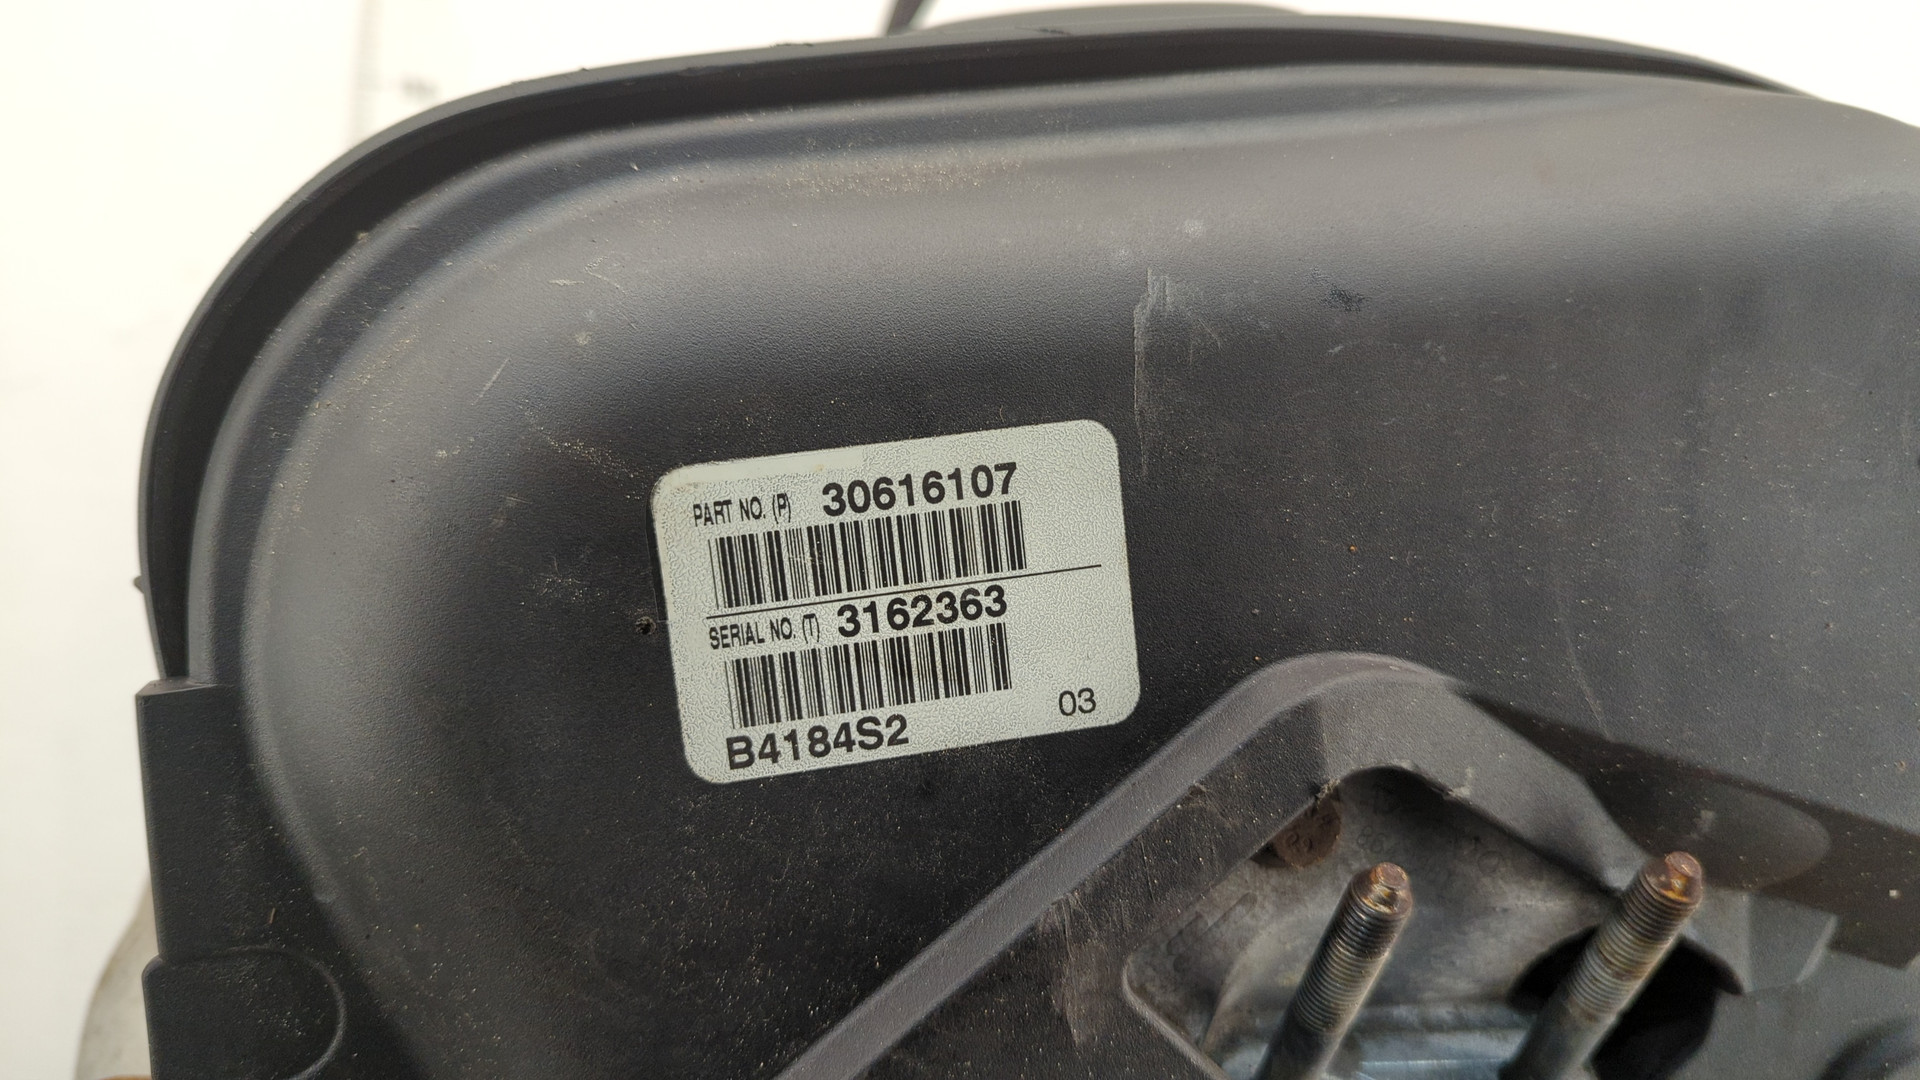 PART NO. (P) 30616107
SERIAL NO. (T) 3162363
B4184S2 03